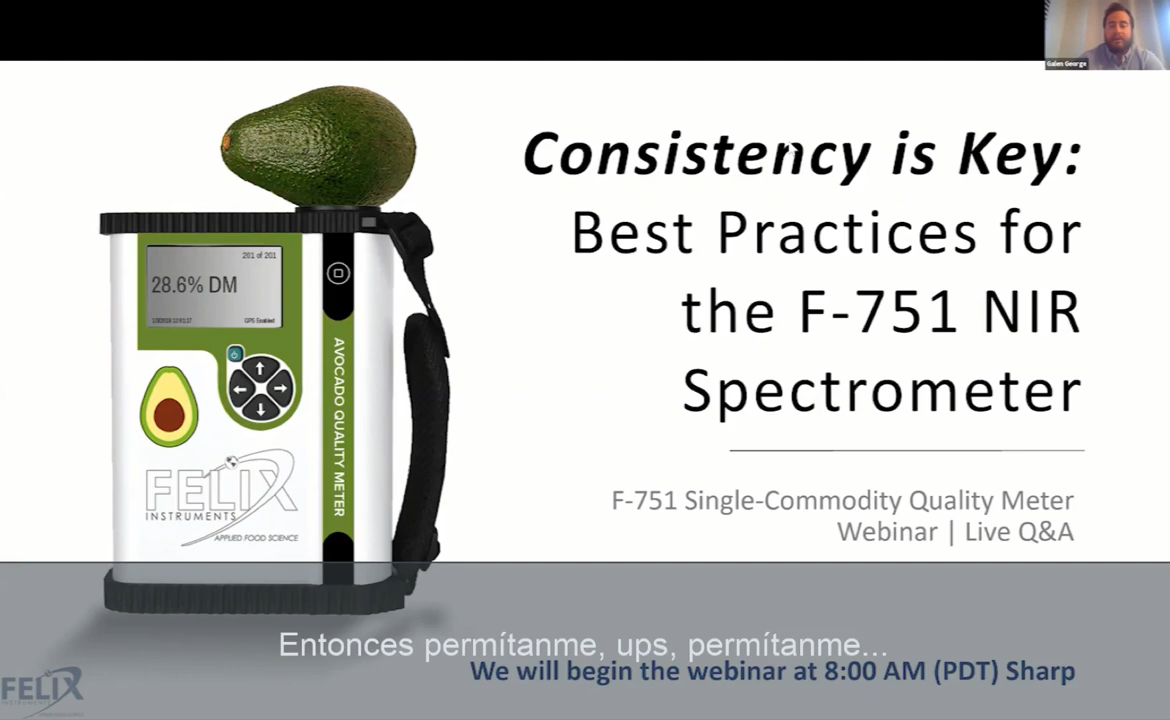 Galen George
Consistency is Key:
Best Practices for
the F-751 NIR
Spectrometer
F-751 Single-Commodity Quality Meter
Webinar | Live Q&A
201 of 201
28.6% DM
GPS Enabled
AVOCADO QUALITY METER
FELIX
INSTRUMENTS
APPLIED FOOD SCIENCE
Entonces permítanme, ups, permítanme...
We will begin the webinar at 8:00 AM (PDT) Sharp
FELIX